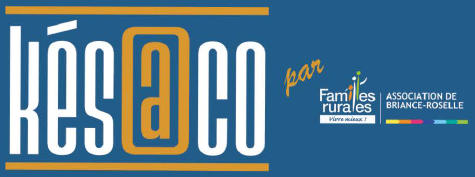 kés@co
par
Familles
rurales
Vivre mieux !
ASSOCIATION DE
BRIANCE-ROSELLE